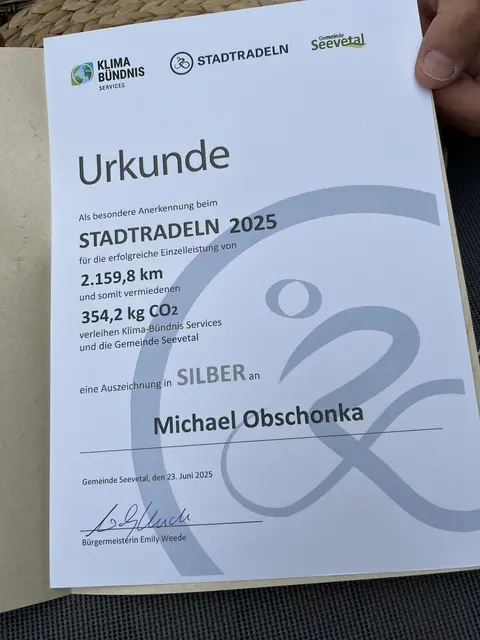 KLIMA
BÜNDNIS
SERVICES
STADTRADELN
Gemeinde
Seevetal
Urkunde
Als besondere Anerkennung beim
STADTRADELN 2025
für die erfolgreiche Einzelleistung von
2.159,8 km
und somit vermiedenen
354,2 kg CO2
verleihen Klima-Bündnis Services
und die Gemeinde Seevetal
eine Auszeichnung in SILBER an
Michael Obschonka
Gemeinde Seevetal, den 23. Juni 2025
Bürgermeisterin Emily Weede